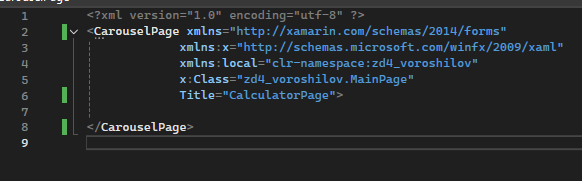 1 <?xml version="1.0" encoding="utf-8" ?>
2 <CarouselPage xmlns="http://xamarin.com/schemas/2014/forms"
3 xmlns:x="http://schemas.microsoft.com/winfx/2009/xaml"
4 xmlns:local="clr-namespace:zd4_voroshilov"
5 x:Class="zd4_voroshilov.MainPage"
6 Title="CalculatorPage">
7
8 </CarouselPage>
9